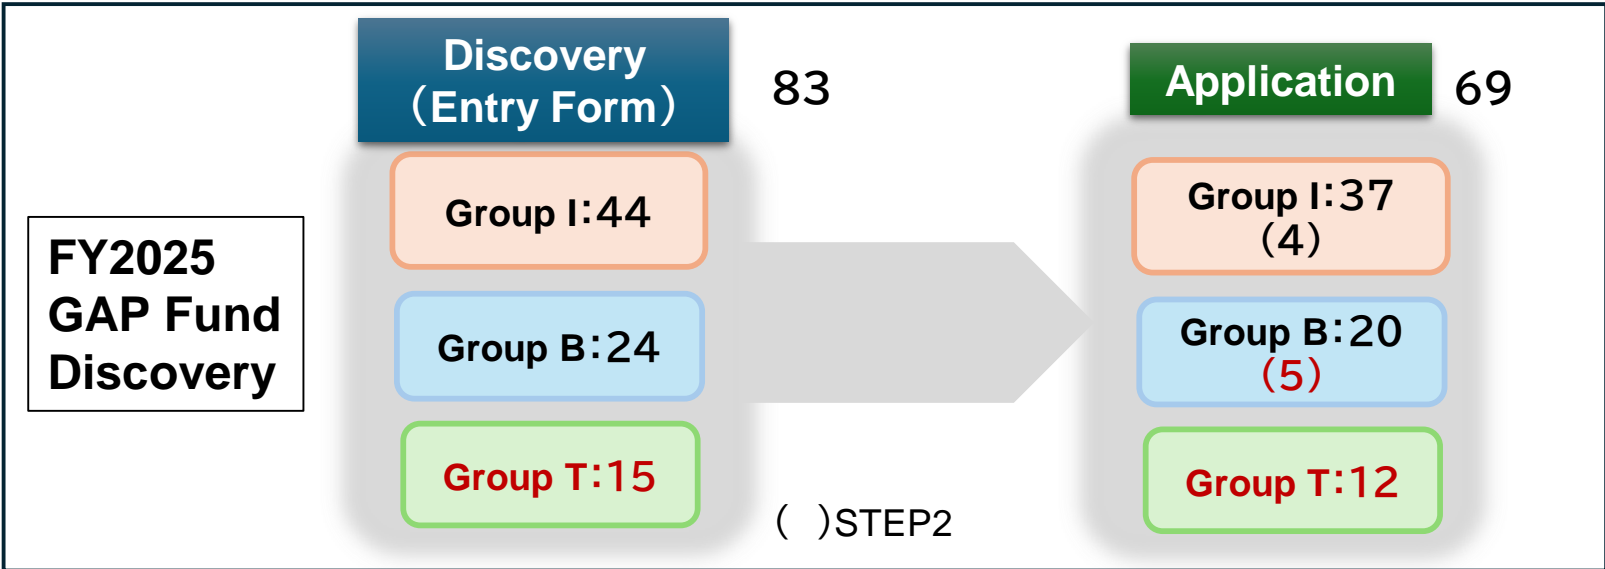 FY2025
GAP Fund
Discovery
Discovery
（Entry Form）
83
Group I：44
Group B：24
Group T：15
(　)STEP2
Application
69
Group I：37
(4)
Group B：20
(5)
Group T：12